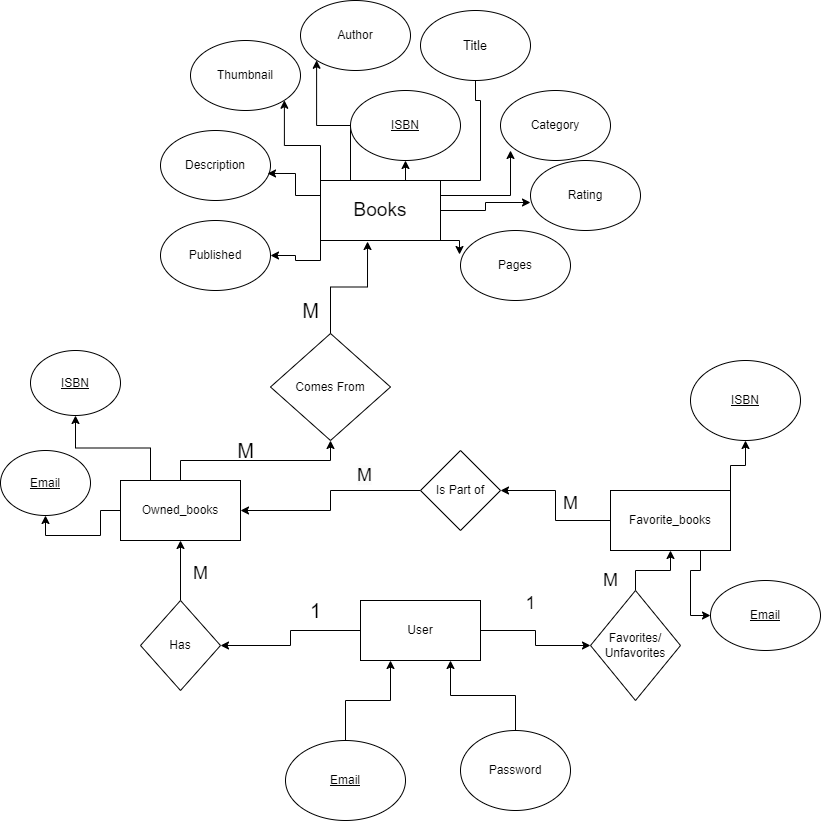 Author
Title
Thumbnail
ISBN
Category
Description
Rating
Books
Published
Pages
M
ISBN
Comes From
ISBN
M
Email
M
Is Part of
M
Owned_books
Favorite_books
M
M
1
1
Email
User
Has
Favorites/
Unfavorites
Email
Password